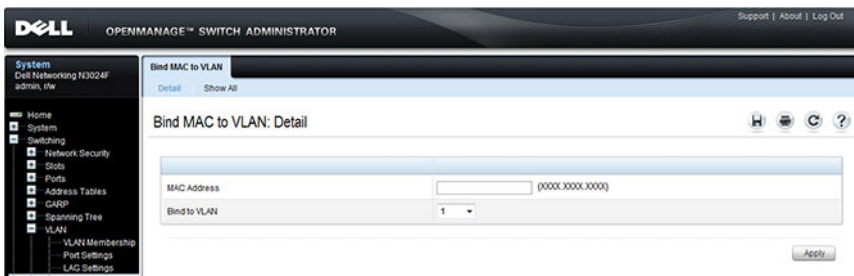 Support | About | Log Out
DELL
OPENMANAGE™ SWITCH ADMINISTRATOR
System
Dell Networking N3024F
admin, r/w
Home
System
Switching
Network Security
Slots
Ports
Address Tables
GARP
Spanning Tree
VLAN
VLAN Membership
Port Settings
LAG Settings
Bind MAC to VLAN
Detail
Show All
Bind MAC to VLAN: Detail
MAC Address
(XXXX.XXXX.XXXX)
Bind to VLAN
1
Apply